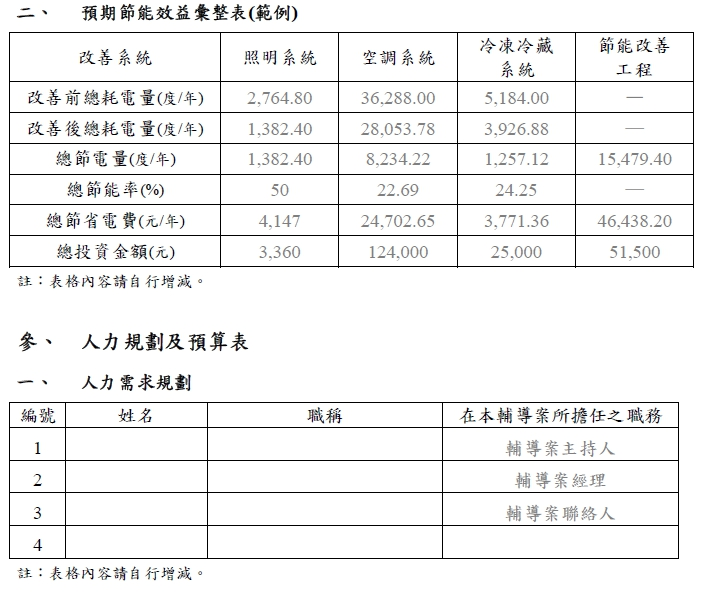 二、 預期節能效益彙整表(範例)
改善系統 照明系統 空調系統 冷凍冷藏系統 節能改善工程
改善前總耗電量(度/年) 2,764.80 36,288.00 5,184.00 —
改善後總耗電量(度/年) 1,382.40 28,053.78 3,926.88 —
總節電量(度/年) 1,382.40 8,234.22 1,257.12 15,479.40
總節能率(%) 50 22.69 24.25 —
總節省電費(元/年) 4,147 24,702.65 3,771.36 46,438.20
總投資金額(元) 3,360 124,000 25,000 51,500
註：表格內容請自行增減。
參、 人力規劃及預算表
一、 人力需求規劃
編號 姓名 職稱 在本輔導案所擔任之職務
1 輔導案主持人
2 輔導案經理
3 輔導案聯絡人
4
註：表格內容請自行增減。